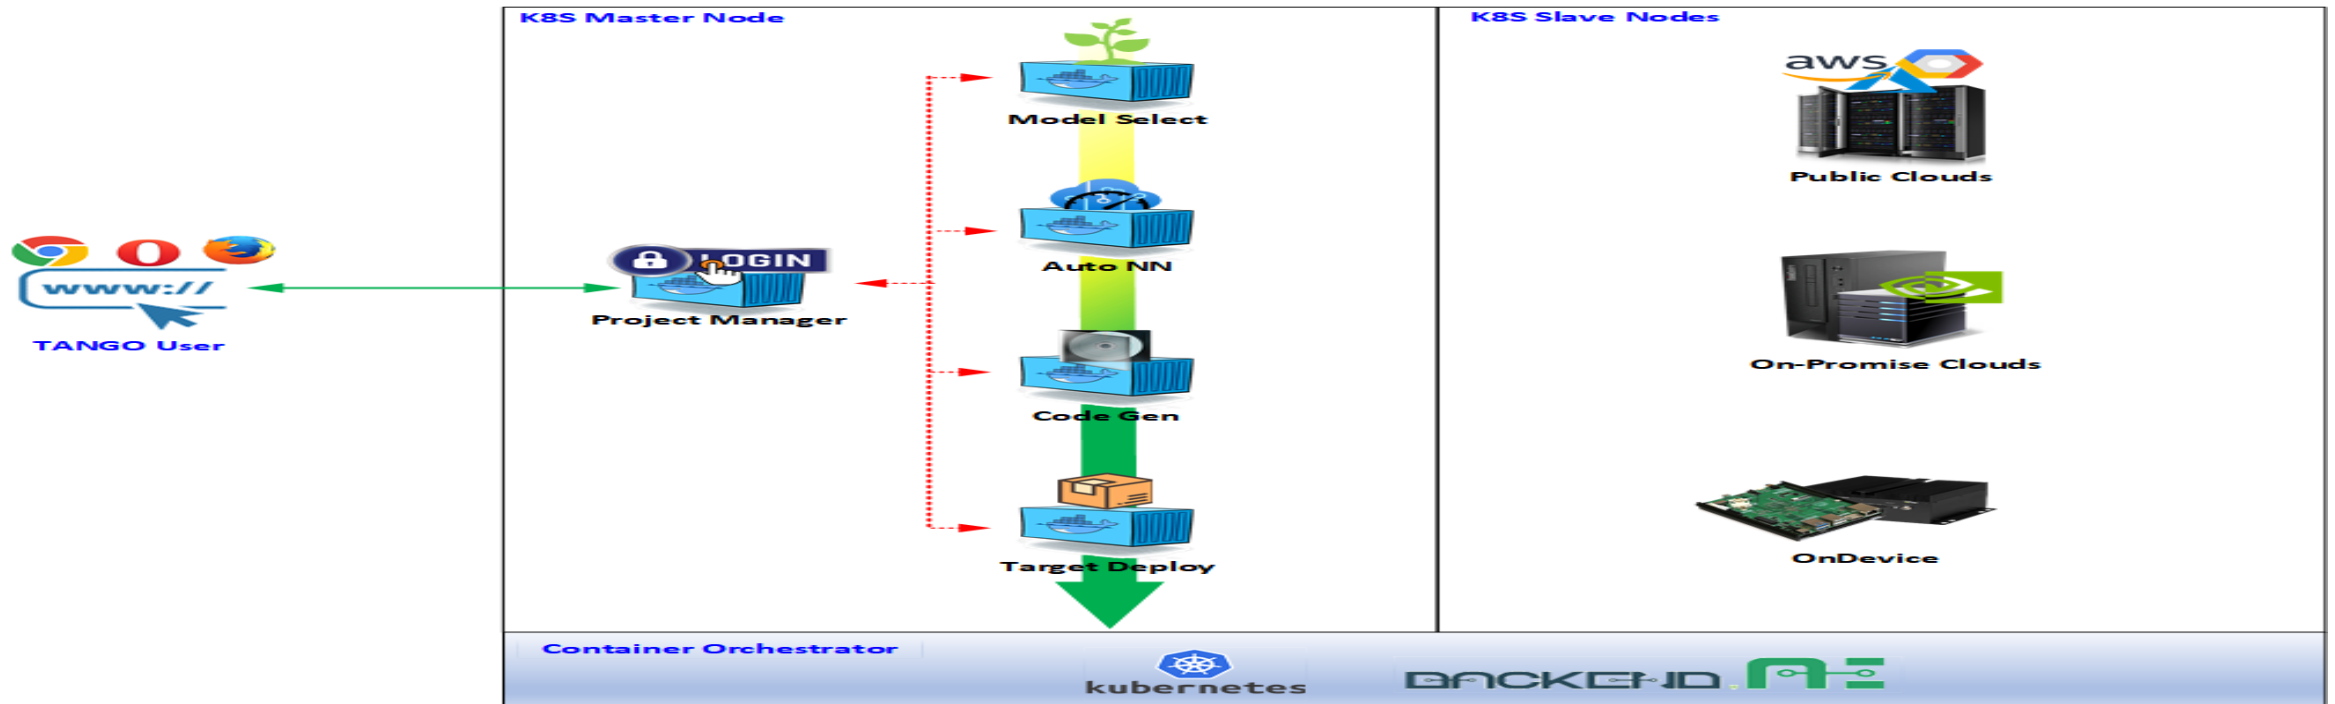 K8S Master Node
K8S Slave Nodes
aws
Model Select
Public Clouds
Auto NN
LOGIN
www://
Project Manager
TANGO User
On-Promise Clouds
Code Gen
OnDevice
Target Deploy
Container Orchestrator
kubernetes
BACKEND.AI